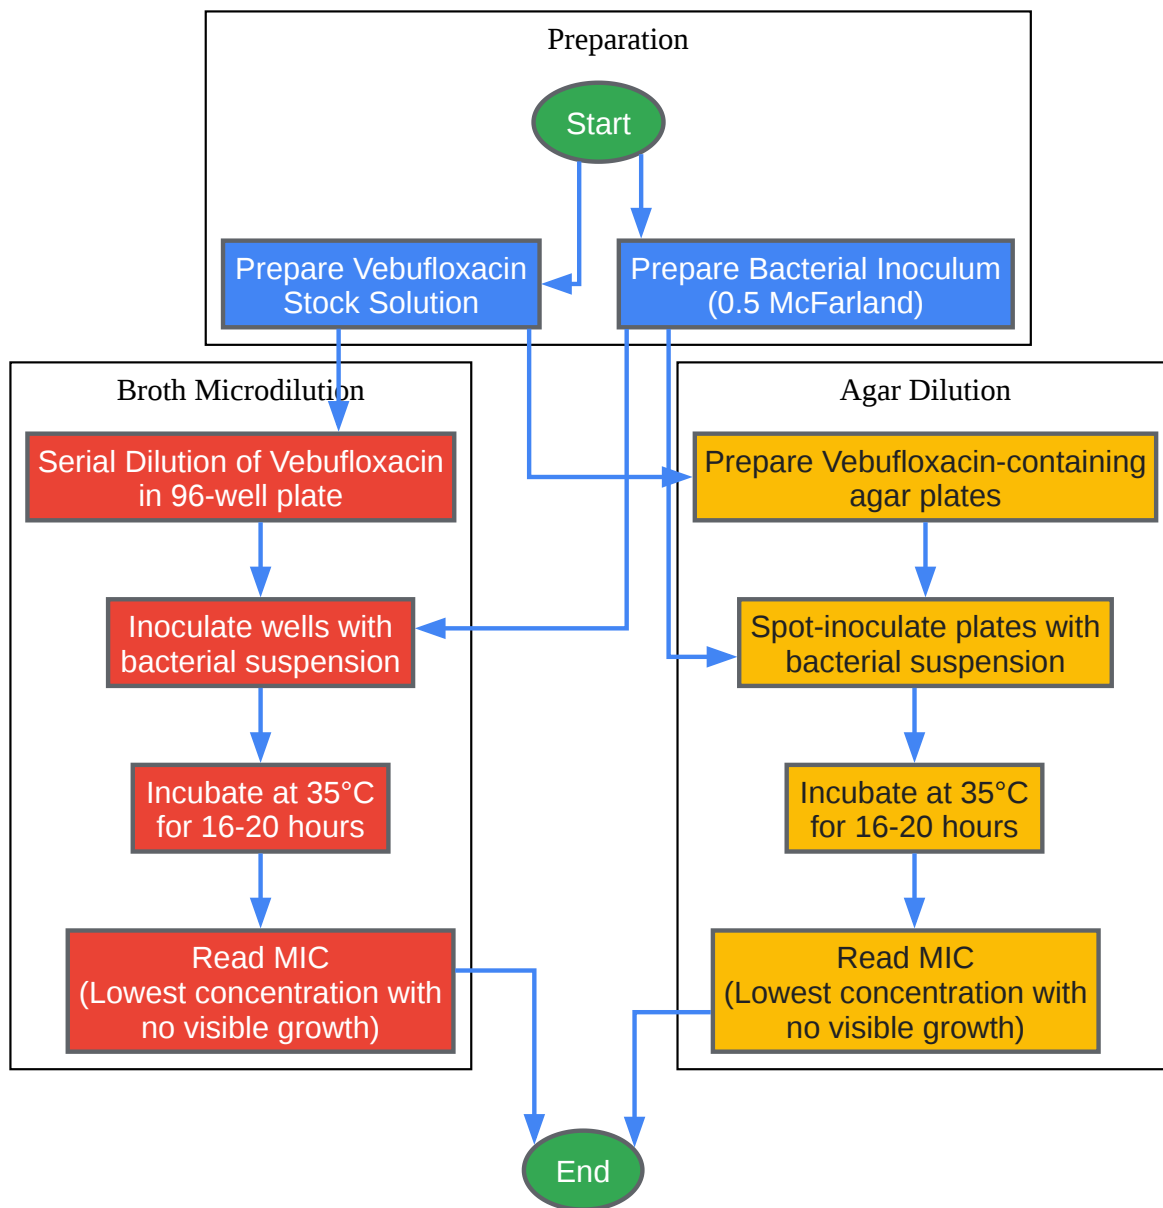 Preparation
Start
Prepare Vebufloxacin
Stock Solution
Prepare Bacterial Inoculum
(0.5 McFarland)
Broth Microdilution
Serial Dilution of Vebufloxacin
in 96-well plate
Inoculate wells with
bacterial suspension
Incubate at 35°C
for 16-20 hours
Read MIC
(Lowest concentration with
no visible growth)
Agar Dilution
Prepare Vebufloxacin-containing
agar plates
Spot-inoculate plates with
bacterial suspension
Incubate at 35°C
for 16-20 hours
Read MIC
(Lowest concentration with
no visible growth)
End